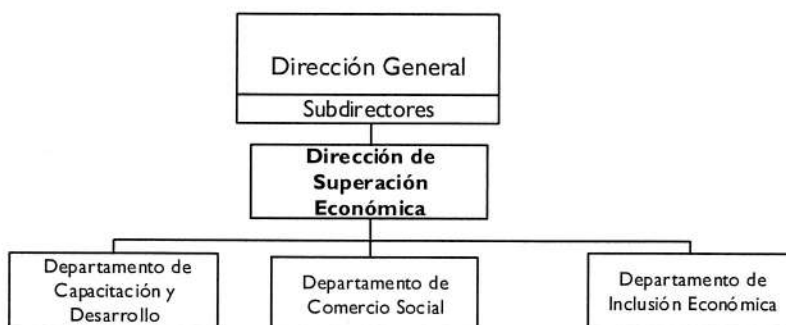 Dirección General
Subdirectores
Dirección de
Superación
Económica
Departamento de
Capacitación y
Desarrollo
Departamento de
Comercio Social
Departamento de
Inclusión Económica